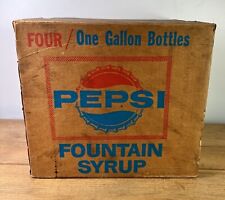 FOUR / One Gallon Bottles
PEPSI
FOUNTAIN
SYRUP